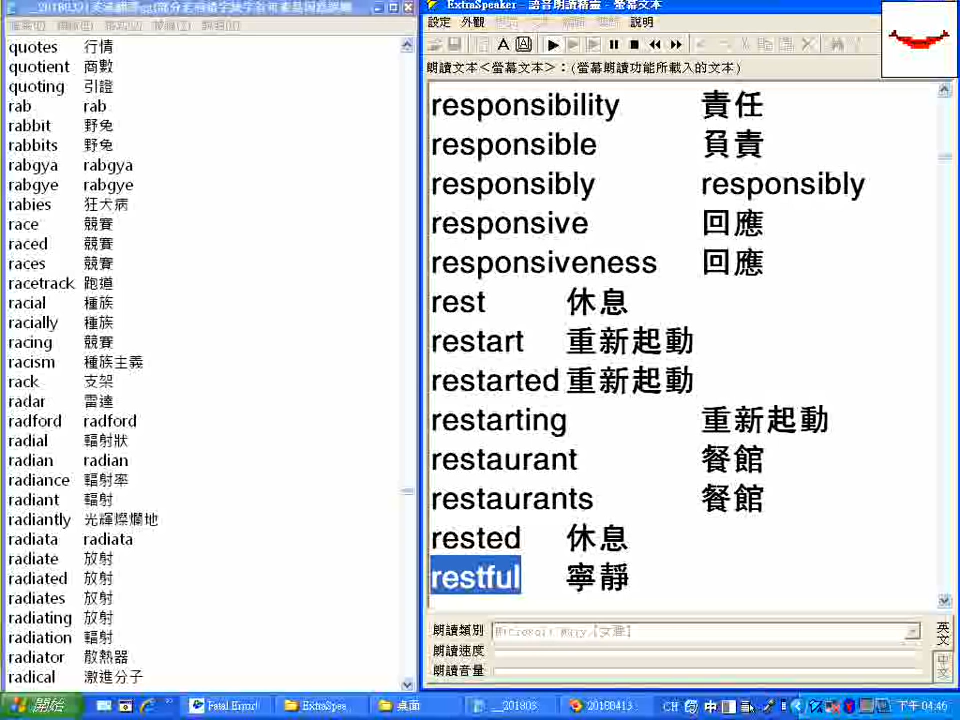 ExtraSpeaker - 語音朗讀精靈 - 螢幕文本
quotes 行情
quotient 商數
quoting 引證
rab rab
rabbit 野兔
rabbits 野兔
rabgya rabgya
rabgye rabgye
rabies 狂犬病
race 競賽
raced 競賽
races 競賽
racetrack 跑道
racial 種族
racially 種族
racing 競賽
racism 種族主義
rack 支架
radar 雷達
radford radford
radial 輻射狀
radian radian
radiance 輻射率
radiant 輻射
radiantly 光輝燦爛地
radiata radiata
radiate 放射
radiated 放射
radiates 放射
radiating 放射
radiation 輻射
radiator 散熱器
radical 激進分子
設定 外觀 說明
朗讀文本<螢幕文本>：(螢幕朗讀功能所載入的文本)
responsibility 責任
responsible 負責
responsibly responsibly
responsive 回應
responsiveness 回應
rest 休息
restart 重新起動
restarted 重新起動
restarting 重新起動
restaurant 餐館
restaurants 餐館
rested 休息
restful 寧靜
朗讀類別
朗讀速度
朗讀音量
英文
中文
開始 Fatal.Error! ExtraSpea 桌面 __201803 20180413 CH 中 下午 04:46